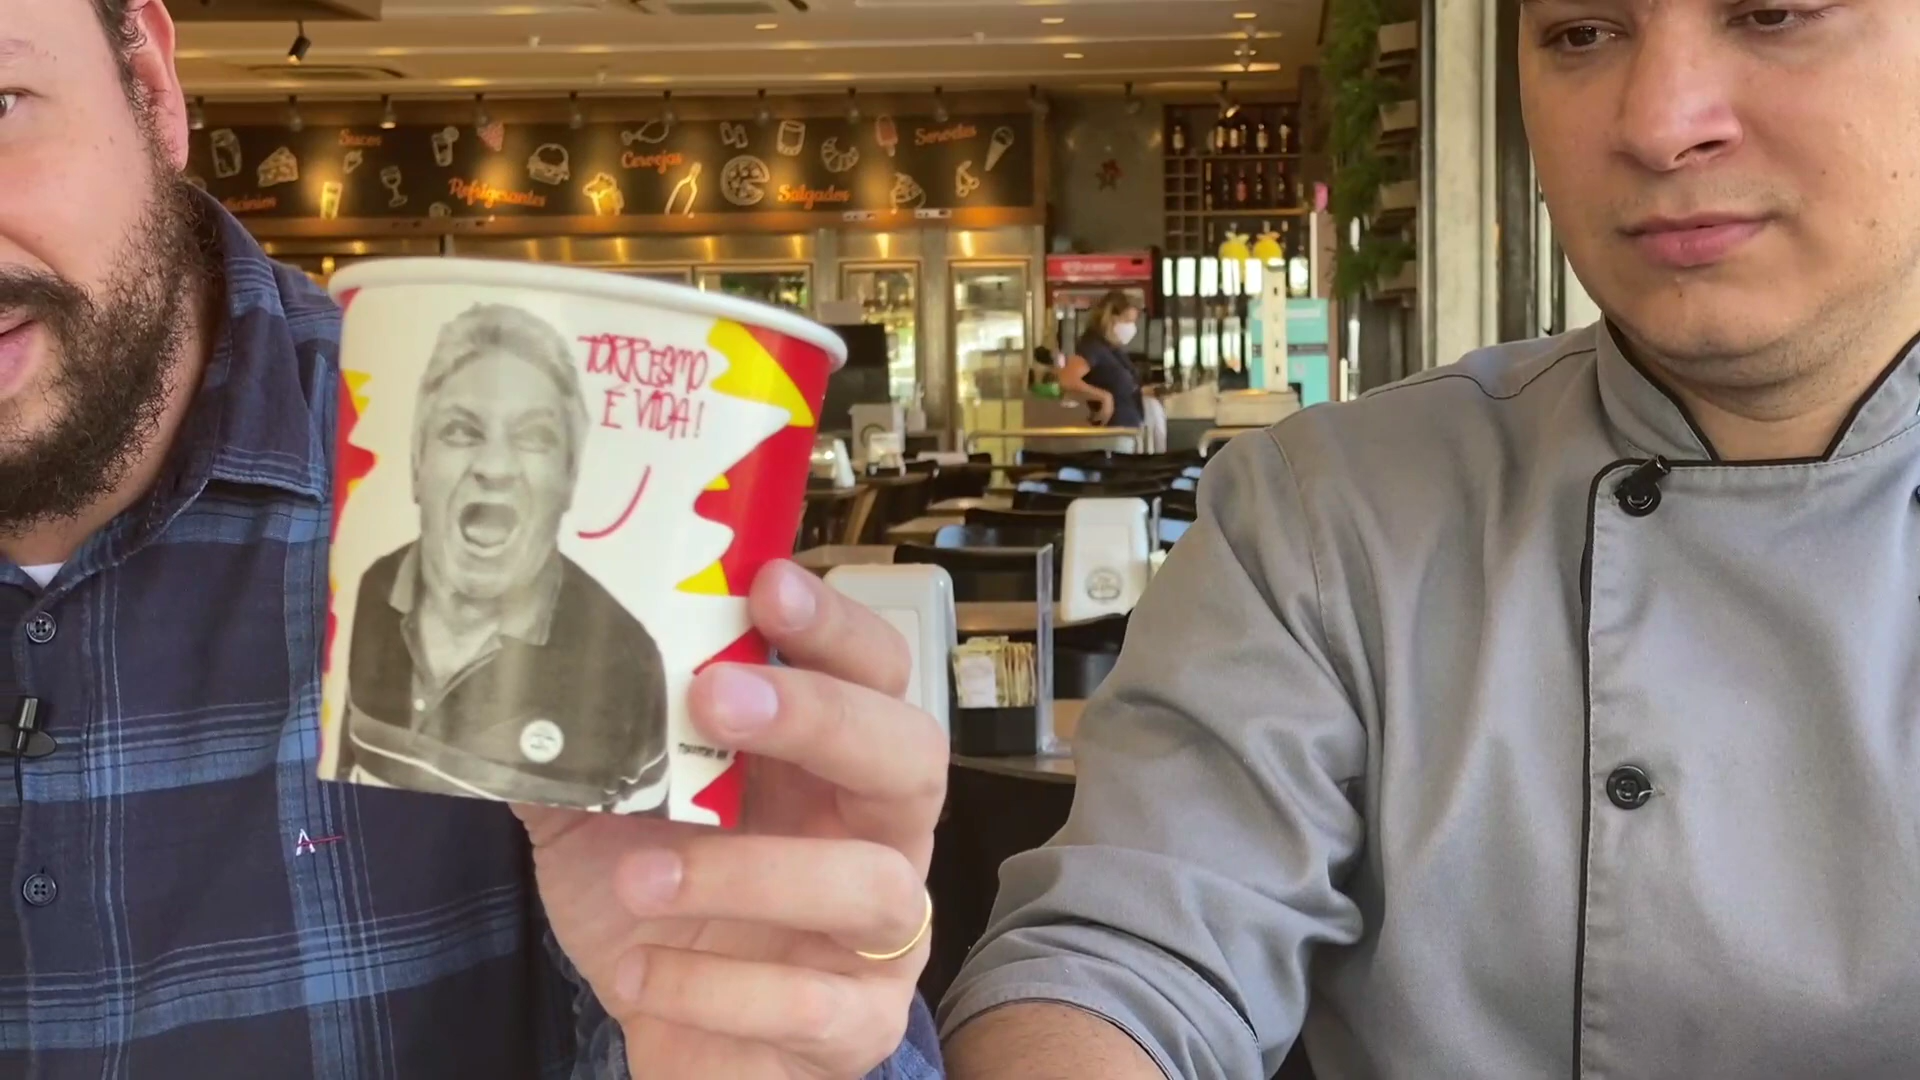 Sucos
Cervejas
Sorvetes
Refrigerantes
Salgados
TORRESMO
É VIDA!
A